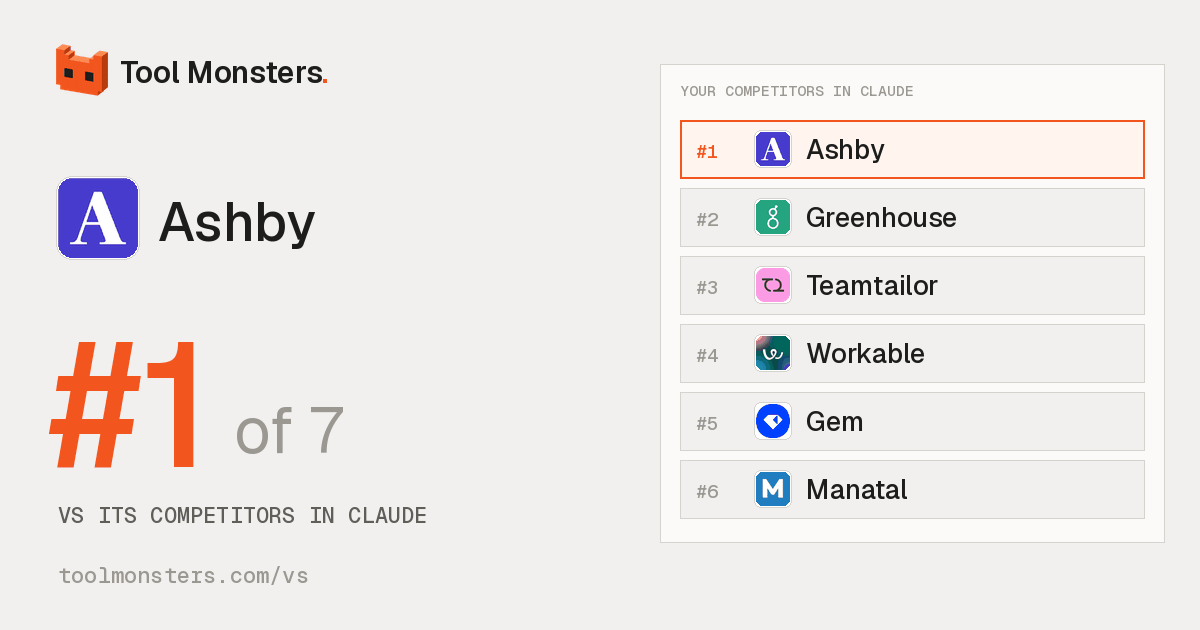 Tool Monsters.
A Ashby
#1 of 7
VS ITS COMPETITORS IN CLAUDE
toolmonsters.com/vs
YOUR COMPETITORS IN CLAUDE
#1 A Ashby
#2 Greenhouse
#3 Teamtailor
#4 Workable
#5 Gem
#6 M Manatal